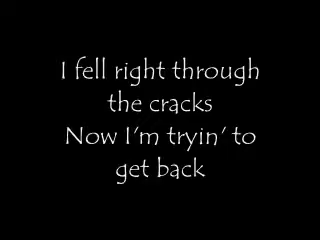 I fell right through
the cracks
Now I'm tryin' to
get back